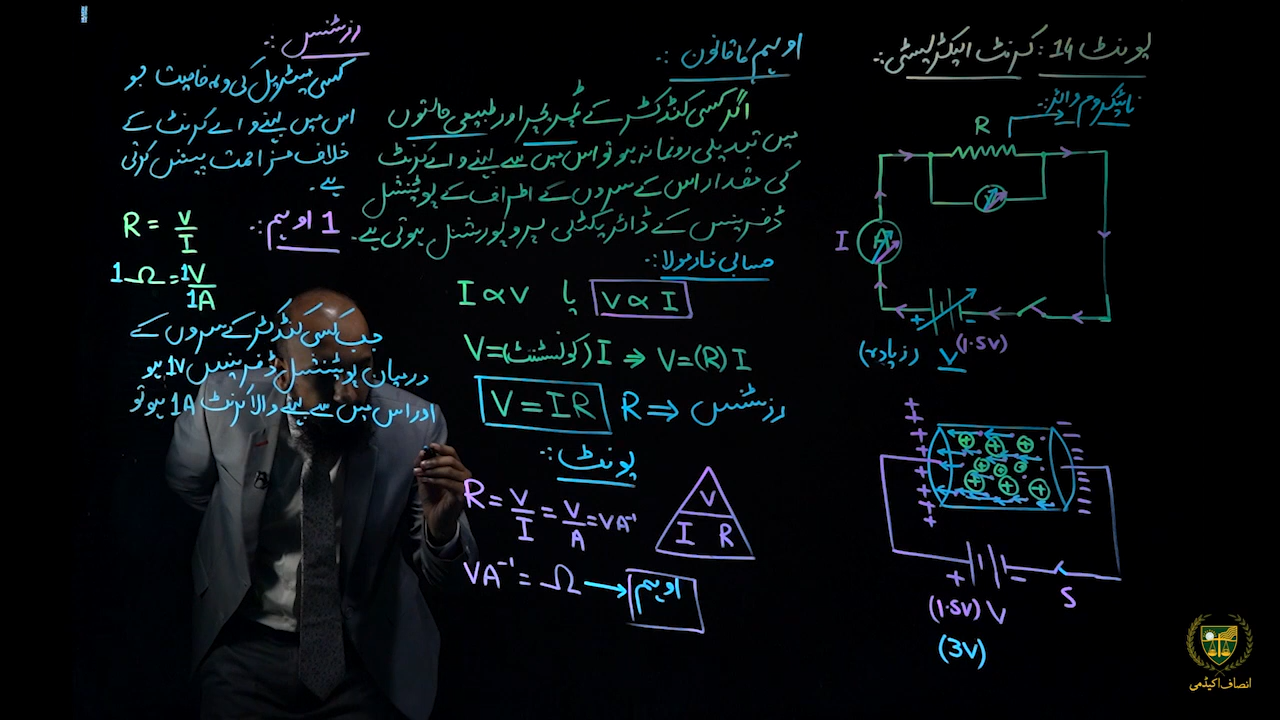 یونٹ 14: کرنٹ الیکٹریسٹی:.
نائیکروم وائر:.
R
V
I
A
+ -
V (1.5V)
(زیادہ)
+ + + + + + + +
- - - - - - - - -
+ -
(1.5V) V
S
(3V)
اوہم کا قانون :.
اگر کسی کنڈکٹر کے ٹمپریچر اور طبیعی حالتوں
میں تبدیلی رونما نہ ہو تو اس میں سے بہنے والے کرنٹ
کی مقدار اس کے سروں کے اطراف کے پوٹینشل
ڈفرینس کے ڈائریکٹلی پروپورشنل ہوتی ہے۔
حسابی فارمولا :.
I ∝ V یا V ∝ I
V = (کونسٹنٹ) I ⇒ V = (R) I
V = IR R ⇒ رزسٹنس
یونٹ :.
R = V/I = V/A = VA⁻¹
V
I R
VA⁻¹ = Ω → اوہم
رزسٹنس :.
کسی میٹریل کی وہ خاصیت جو
اس میں بہنے والے کرنٹ کے
خلاف مزاحمت پیش کرتی
ہے۔
R = V/I
1 اوہم :.
1Ω = 1V/1A
جب کسی کنڈکٹر کے سروں کے
درمیان پوٹینشل ڈفرینس 1V ہو
اور اس میں سے بہنے والا کرنٹ 1A ہو تو
انصاف اکیڈمی